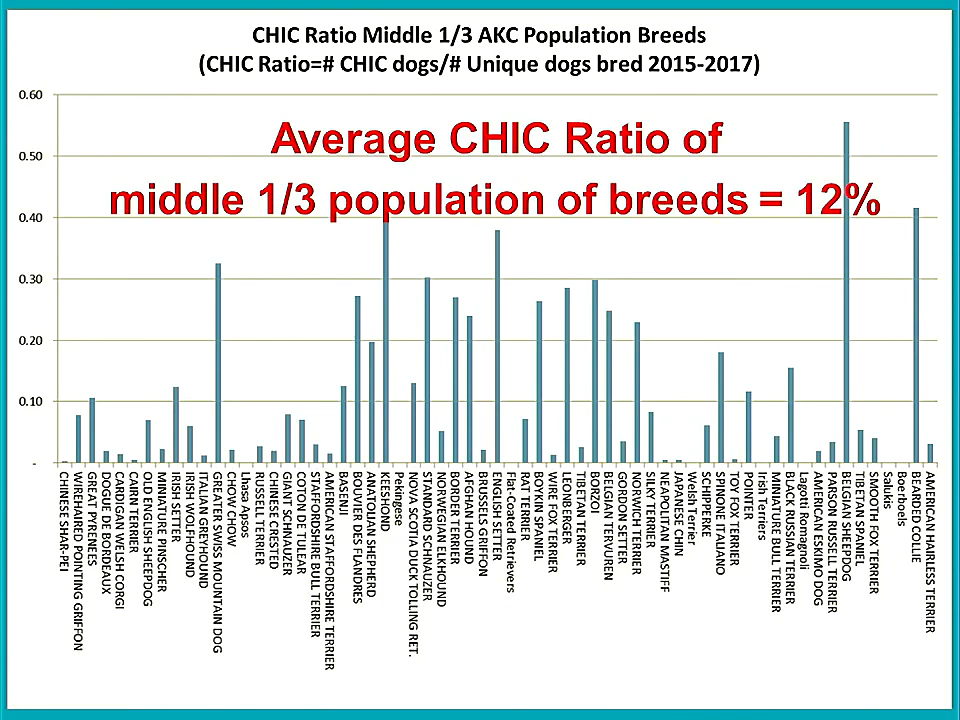 CHIC Ratio Middle 1/3 AKC Population Breeds
(CHIC Ratio=# CHIC dogs/# Unique dogs bred 2015-2017)
Average CHIC Ratio of
middle 1/3 population of breeds = 12%
0.60
0.50
0.40
0.30
0.20
0.10
-
CHINESE SHAR-PEI
WIREHAIRED POINTING GRIFFON
GREAT PYRENEES
DOGUE DE BORDEAUX
CARDIGAN WELSH CORGI
CAIRN TERRIER
OLD ENGLISH SHEEPDOG
MINIATURE PINSCHER
IRISH SETTER
IRISH WOLFHOUND
ITALIAN GREYHOUND
GREATER SWISS MOUNTAIN DOG
CHOW CHOW
Lhasa Apsos
RUSSELL TERRIER
CHINESE CRESTED
GIANT SCHNAUZER
COTON DE TULEAR
STAFFORDSHIRE BULL TERRIER
AMERICAN STAFFORDSHIRE TERRIER
BASENJI
BOUVIER DES FLANDRES
ANATOLIAN SHEPHERD
KEESHOND
Pekingese
NOVA SCOTIA DUCK TOLLING RET.
STANDARD SCHNAUZER
NORWEGIAN ELKHOUND
BORDER TERRIER
AFGHAN HOUND
BRUSSELS GRIFFON
ENGLISH SETTER
Flat-Coated Retrievers
RAT TERRIER
BOYKIN SPANIEL
WIRE FOX TERRIER
LEONBERGER
TIBETAN TERRIER
BORZOI
BELGIAN TERVUREN
GORDON SETTER
NORWICH TERRIER
SILKY TERRIER
NEAPOLITAN MASTIFF
JAPANESE CHIN
Welsh Terrier
SCHIPPERKE
SPINONE ITALIANO
TOY FOX TERRIER
POINTER
Irish Terriers
MINIATURE BULL TERRIER
BLACK RUSSIAN TERRIER
Lagotti Romagnoli
AMERICAN ESKIMO DOG
PARSON RUSSELL TERRIER
BELGIAN SHEEPDOG
TIBETAN SPANIEL
SMOOTH FOX TERRIER
Salukis
Boerboels
BEARDED COLLIE
AMERICAN HAIRLESS TERRIER